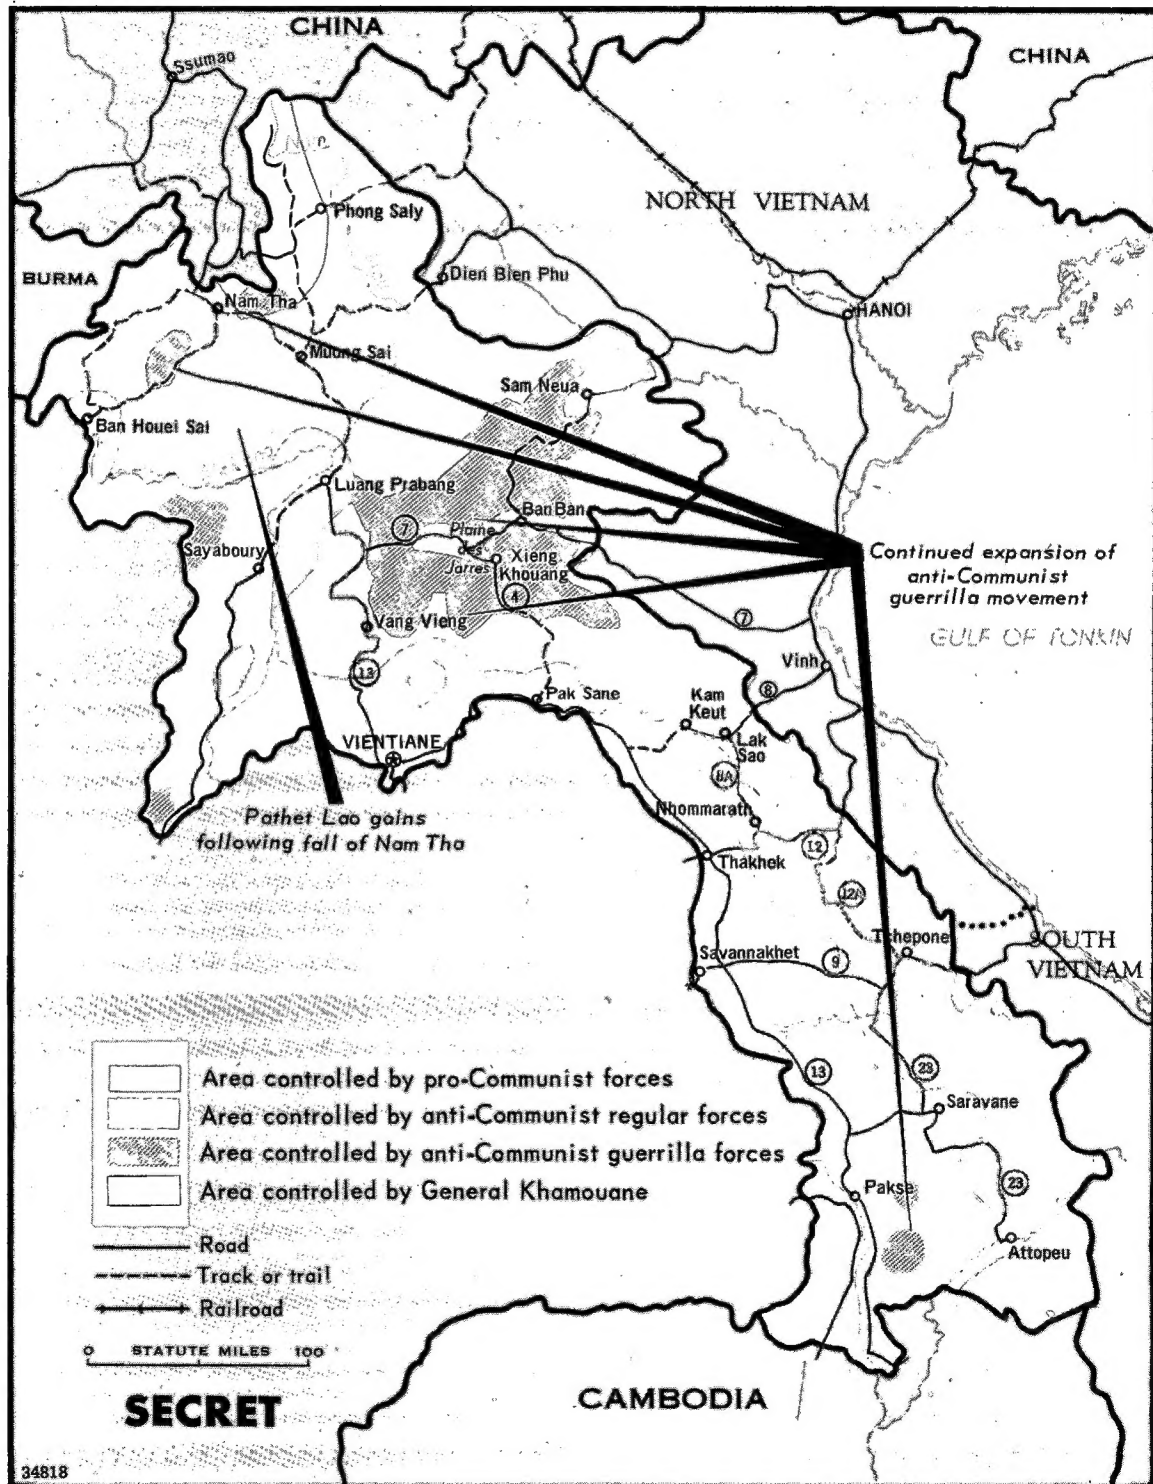 CHINA
CHINA
Ssumao
Phong Saly
NORTH VIETNAM
BURMA
Dien Bien Phu
Nam Tha
HANOI
Muong Sai
Sam Neua
Ban Houei Sai
Luang Prabang
Ban Ban
7
Plaine
des
Jarres
Xieng
Khouang
Sayaboury
4
Continued expansion of
anti-Communist
guerrilla movement
7
Vang Vieng
GULF OF TONKIN
Vinh
13
8
Pak Sane
Kam
Keut
Lak
Sao
VIENTIANE
8A
Pathet Lao gains
following fall of Nam Tha
Nhommarath
12
Thakhek
12A
Tchepone
SOUTH
VIETNAM
Savannakhet
9
13
23
Saravane
Pakse
23
Attopeu
Area controlled by pro-Communist forces
Area controlled by anti-Communist regular forces
Area controlled by anti-Communist guerrilla forces
Area controlled by General Khamouane
Road
Track or trail
Railroad
0 STATUTE MILES 100
SECRET
CAMBODIA
34818